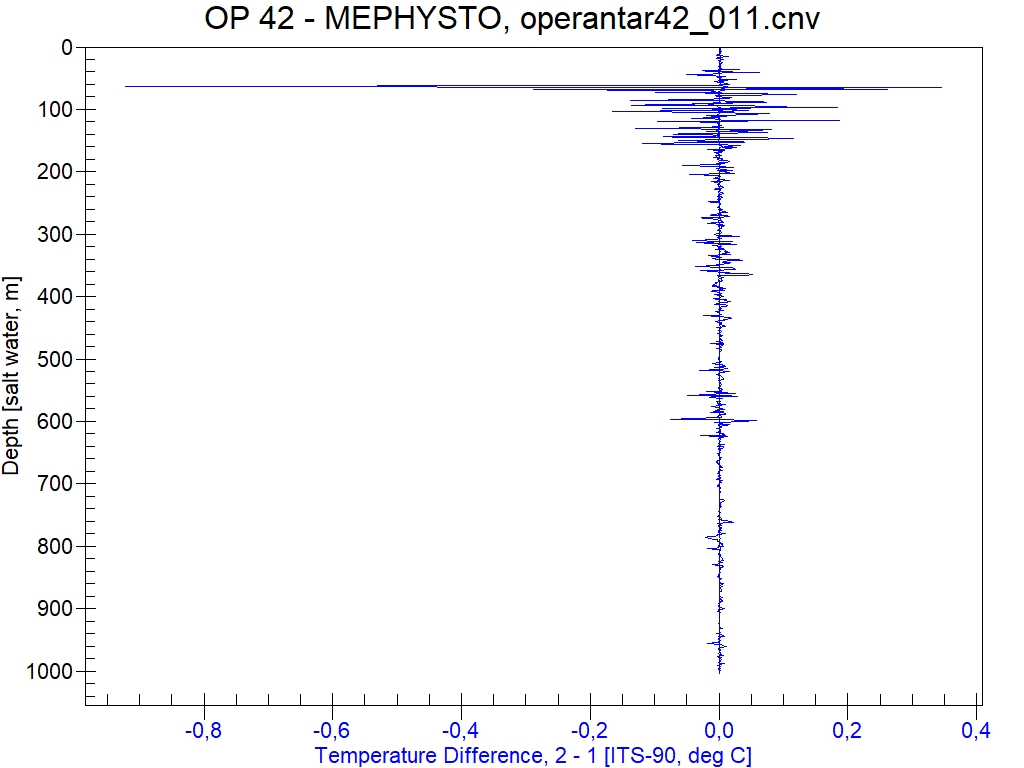 OP 42 - MEPHYSTO, operantar42_011.cnv
0
100
200
300
400
500
600
700
800
900
1000
Depth [salt water, m]
-0,8 -0,6 -0,4 -0,2 0,0 0,2 0,4
Temperature Difference, 2 - 1 [ITS-90, deg C]